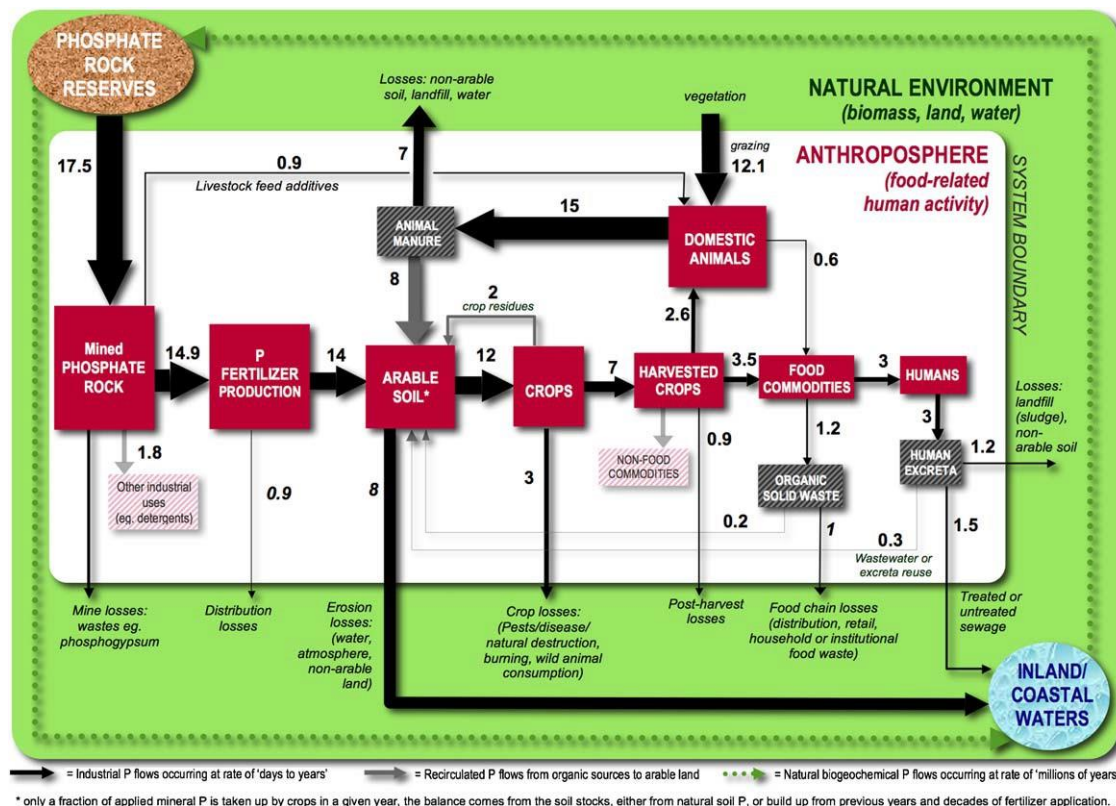 PHOSPHATE
ROCK
RESERVES
Losses: non-arable
soil, landfill, water
vegetation
NATURAL ENVIRONMENT
(biomass, land, water)
17.5
0.9
Livestock feed additives
7
grazing
12.1
ANTHROPOSPHERE
(food-related
human activity)
SYSTEM BOUNDARY
ANIMAL
MANURE
15
DOMESTIC
ANIMALS
0.6
8
2
crop residues
2.6
Mined
PHOSPHATE
ROCK
14.9
P
FERTILIZER
PRODUCTION
14
ARABLE
SOIL*
12
CROPS
7
HARVESTED
CROPS
3.5
FOOD
COMMODITIES
3
HUMANS
Losses:
landfill
(sludge),
non-
arable soil
1.8
Other industrial
uses
(eg. detergents)
0.9
8
3
NON-FOOD
COMMODITIES
0.9
1.2
ORGANIC
SOLID WASTE
3
HUMAN
EXCRETA
1.2
0.2
1
0.3
Wastewater or
excreta reuse
1.5
Mine losses:
wastes eg.
phosphogypsum
Distribution
losses
Erosion
losses:
(water,
atmosphere,
non-arable
land)
Crop losses:
(Pests/disease/
natural destruction,
burning, wild animal
consumption)
Post-harvest
losses
Food chain losses
(distribution, retail,
household or institutional
food waste)
Treated or
untreated
sewage
INLAND/
COASTAL
WATERS
= Industrial P flows occurring at rate of 'days to years'
= Recirculated P flows from organic sources to arable land
= Natural biogeochemical P flows occurring at rate of 'millions of years
* only a fraction of applied mineral P is taken up by crops in a given year, the balance comes from the soil stocks, either from natural soil P, or build up from previous years and decades of fertilizer application.